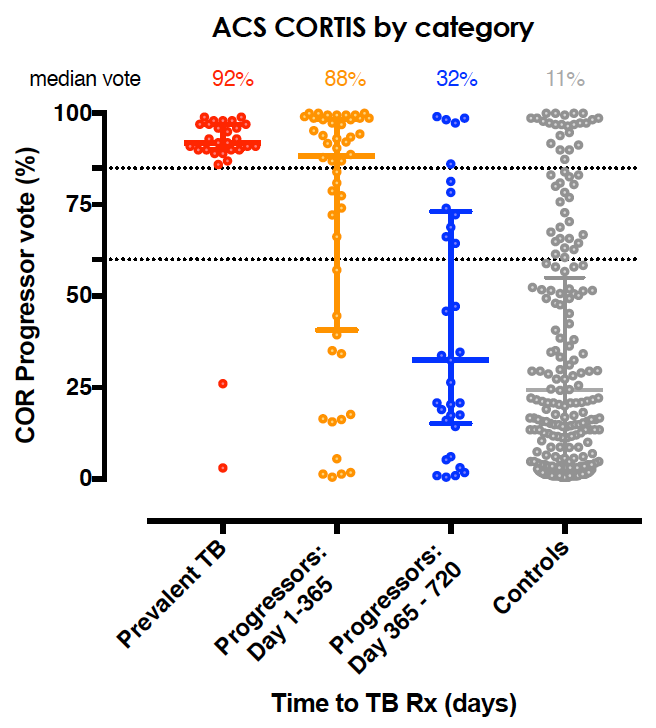 ACS CORTIS by category
median vote 92% 88% 32% 11%
COR Progressor vote (%)
100
75
50
25
0
Prevalent TB
Progressors:
Day 1-365
Progressors:
Day 365 - 720
Controls
Time to TB Rx (days)